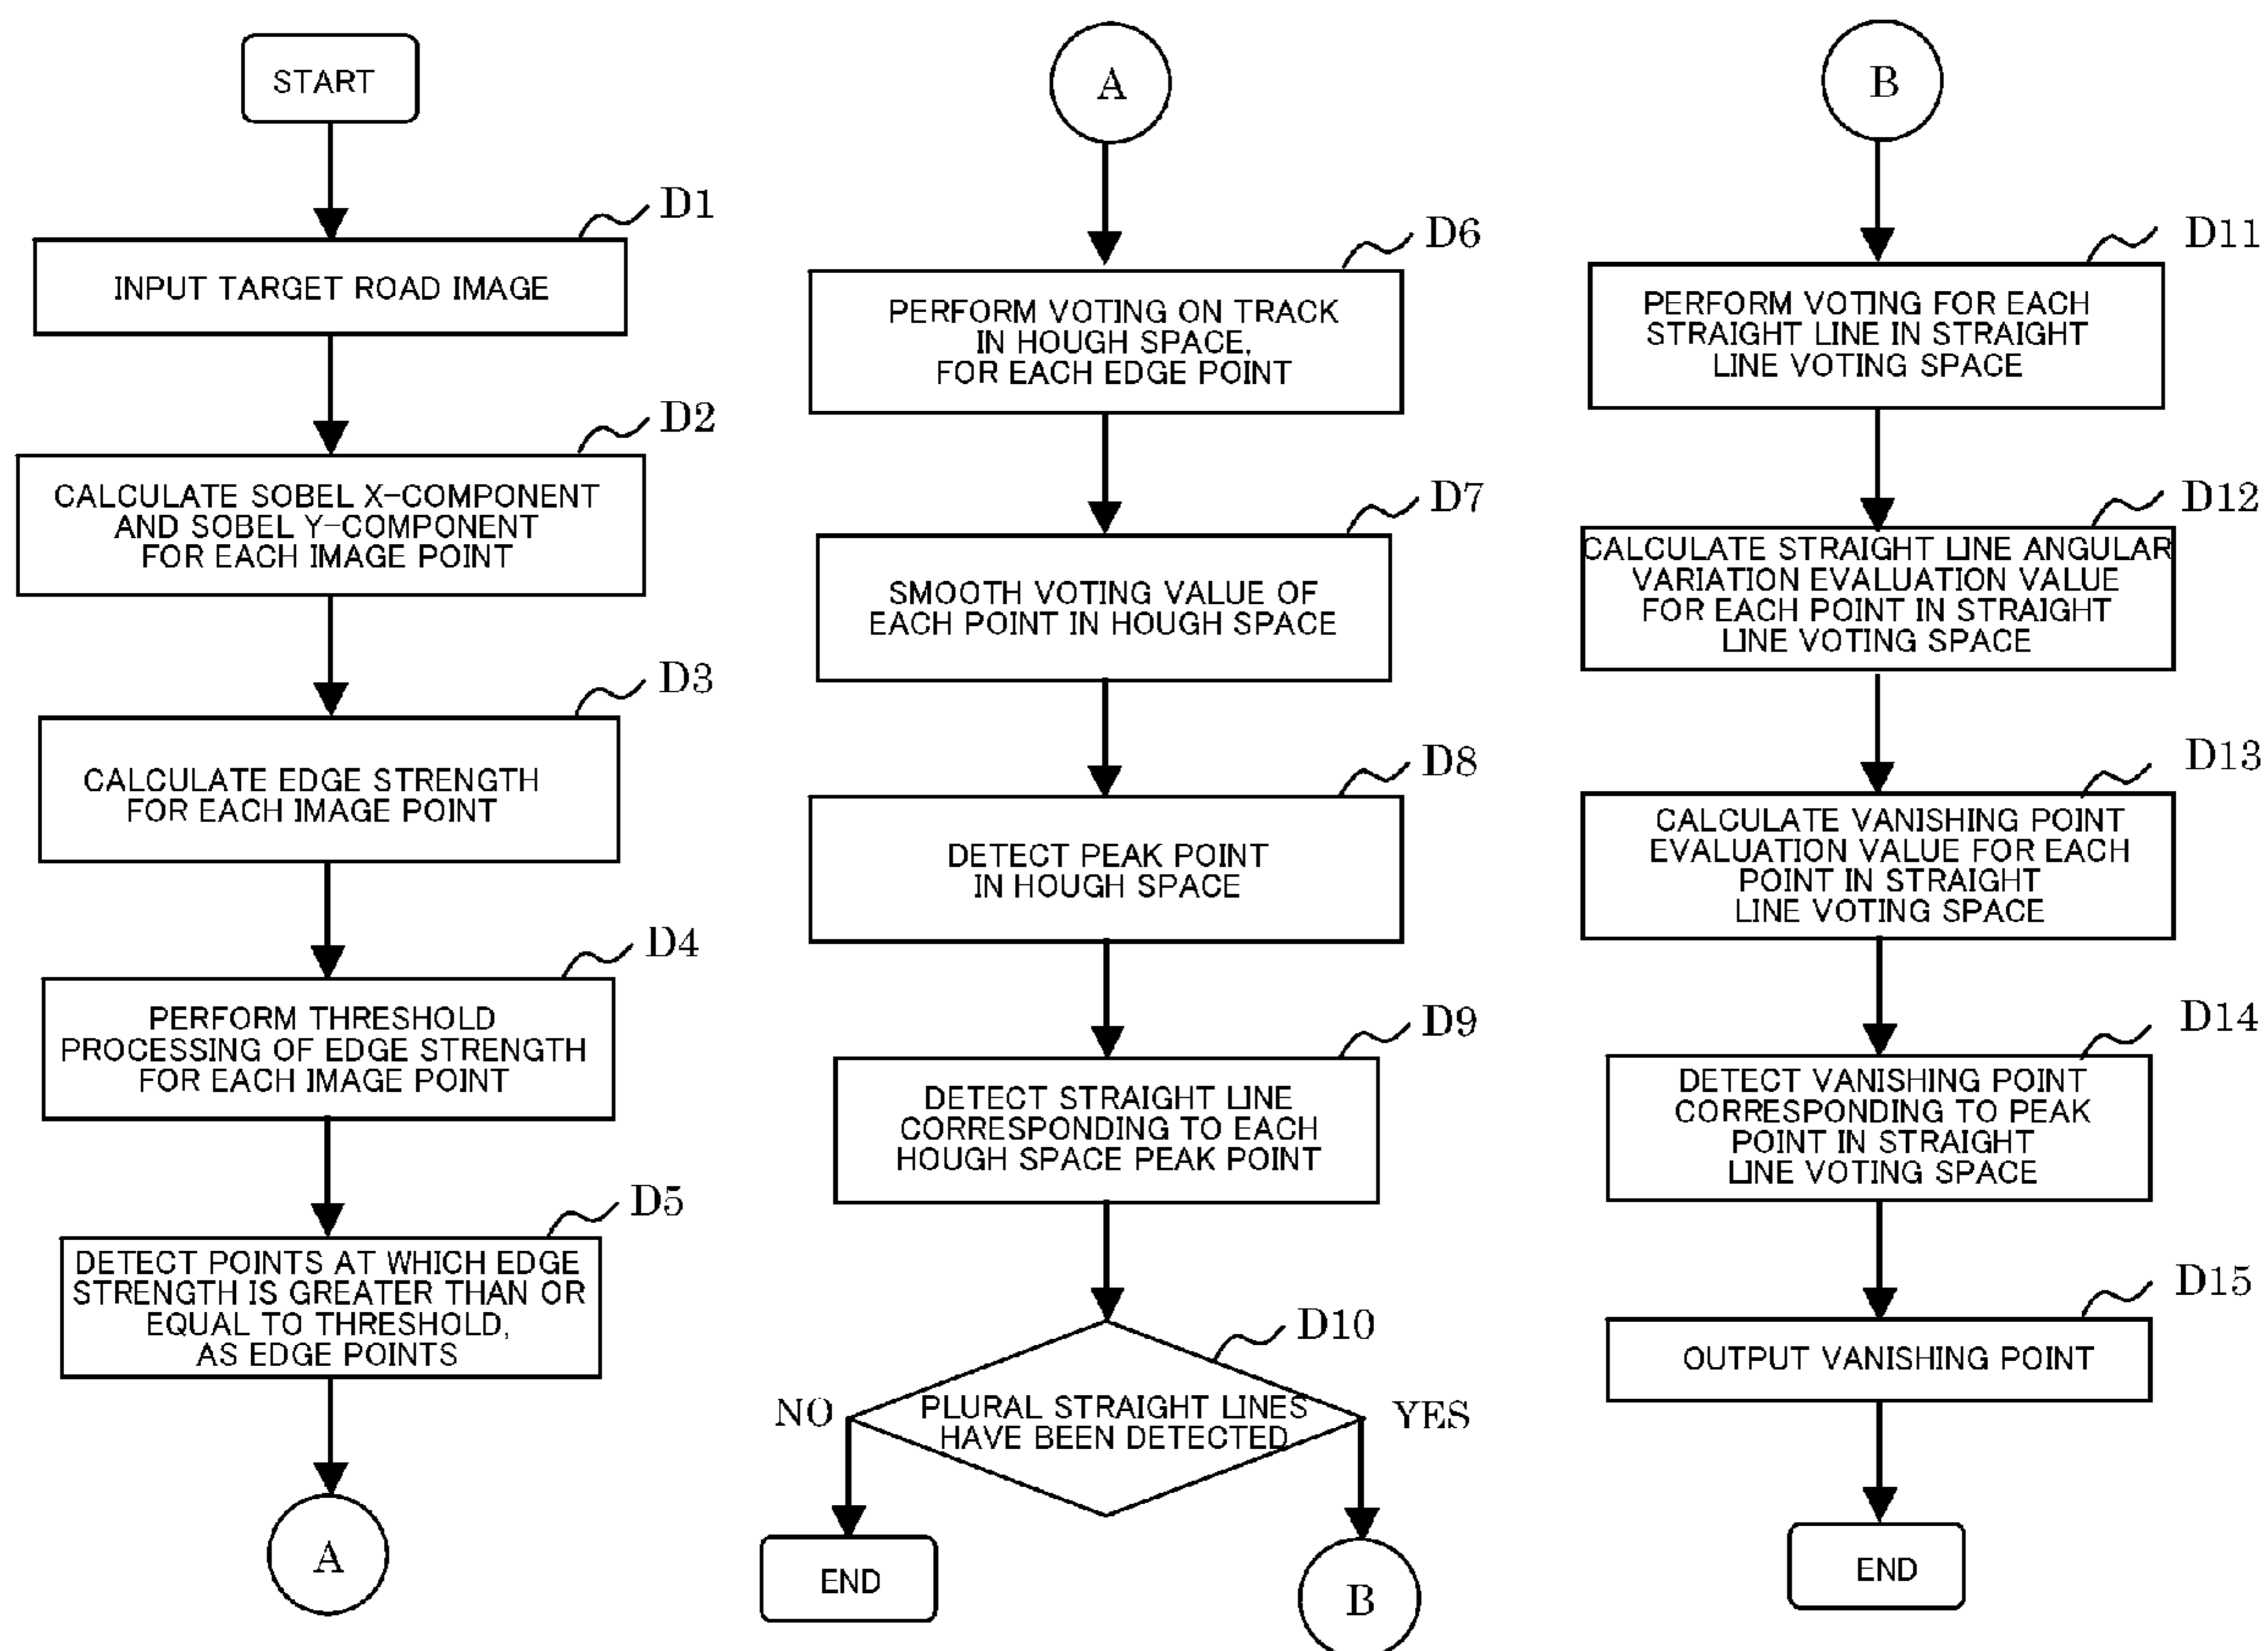 START
D1
INPUT TARGET ROAD IMAGE
D2
CALCULATE SOBEL X-COMPONENT
AND SOBEL Y-COMPONENT
FOR EACH IMAGE POINT
D3
CALCULATE EDGE STRENGTH
FOR EACH IMAGE POINT
D4
PERFORM THRESHOLD
PROCESSING OF EDGE STRENGTH
FOR EACH IMAGE POINT
D5
DETECT POINTS AT WHICH EDGE
STRENGTH IS GREATER THAN OR
EQUAL TO THRESHOLD,
AS EDGE POINTS
A
A
D6
PERFORM VOTING ON TRACK
IN HOUGH SPACE,
FOR EACH EDGE POINT
D7
SMOOTH VOTING VALUE OF
EACH POINT IN HOUGH SPACE
D8
DETECT PEAK POINT
IN HOUGH SPACE
D9
DETECT STRAIGHT LINE
CORRESPONDING TO EACH
HOUGH SPACE PEAK POINT
D10
PLURAL STRAIGHT LINES
HAVE BEEN DETECTED
NO
YES
END
B
B
D11
PERFORM VOTING FOR EACH
STRAIGHT LINE IN STRAIGHT
LINE VOTING SPACE
D12
CALCULATE STRAIGHT LINE ANGULAR
VARIATION EVALUATION VALUE
FOR EACH POINT IN STRAIGHT
LINE VOTING SPACE
D13
CALCULATE VANISHING POINT
EVALUATION VALUE FOR EACH
POINT IN STRAIGHT
LINE VOTING SPACE
D14
DETECT VANISHING POINT
CORRESPONDING TO PEAK
POINT IN STRAIGHT
LINE VOTING SPACE
D15
OUTPUT VANISHING POINT
END